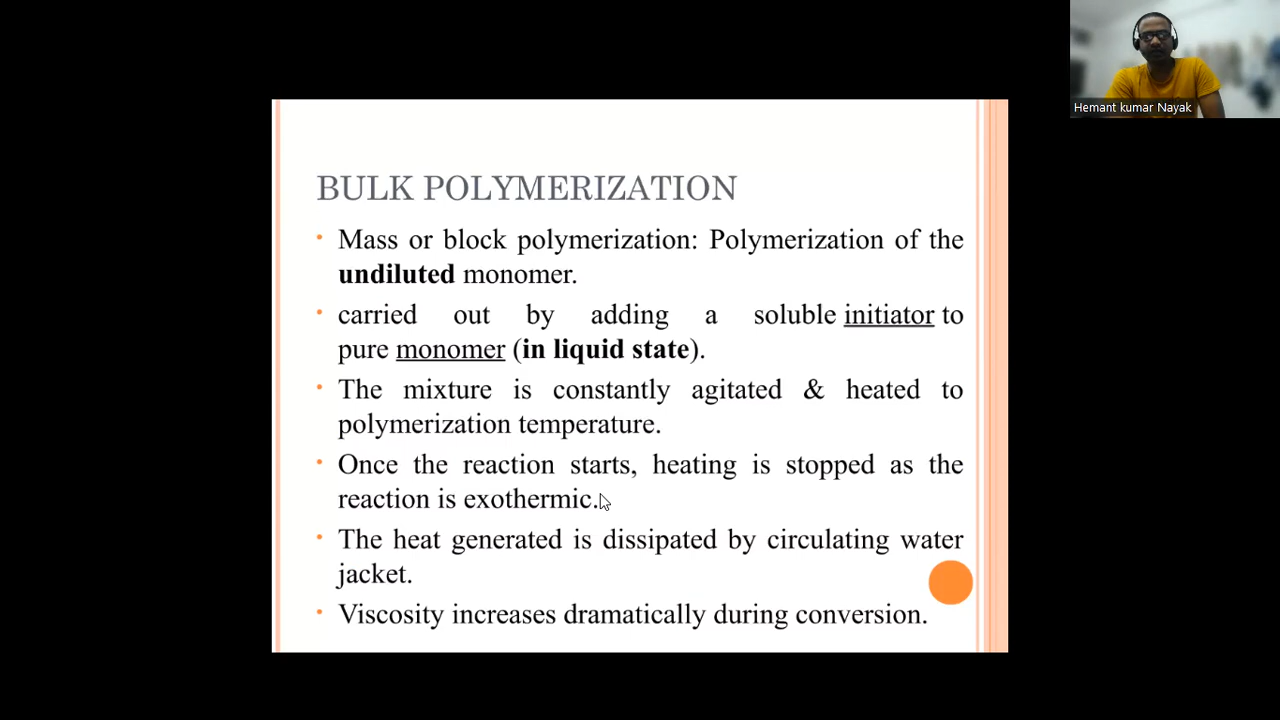 Hemant kumar Nayak
BULK POLYMERIZATION
• Mass or block polymerization: Polymerization of the
undiluted monomer.
• carried out by adding a soluble initiator to
pure monomer (in liquid state).
• The mixture is constantly agitated & heated to
polymerization temperature.
• Once the reaction starts, heating is stopped as the
reaction is exothermic.
• The heat generated is dissipated by circulating water
jacket.
• Viscosity increases dramatically during conversion.